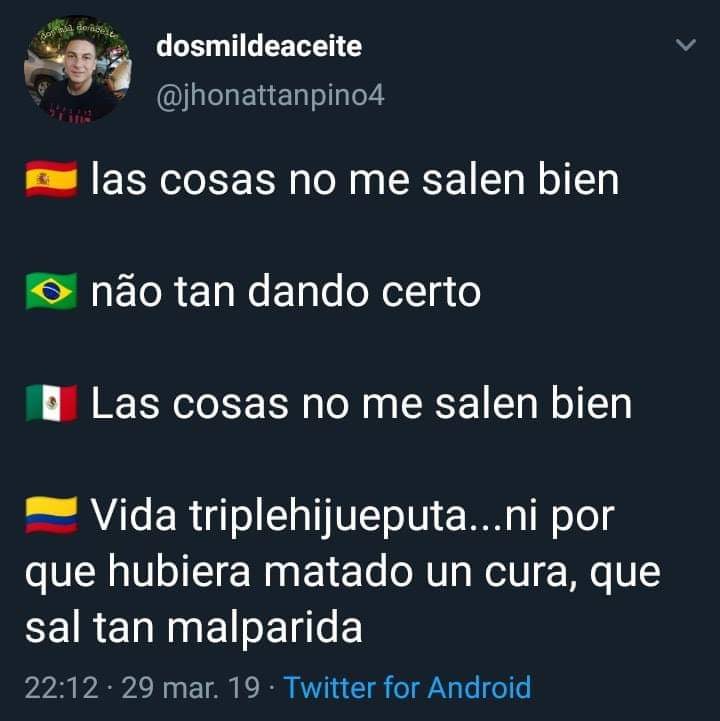 dosmildeaceite
@jhonattanpino4
🇪🇸 las cosas no me salen bien
🇧🇷 não tan dando certo
🇲🇽 Las cosas no me salen bien
🇨🇴 Vida triplehijueputa...ni por
que hubiera matado un cura, que
sal tan malparida
22:12 · 29 mar. 19 · Twitter for Android